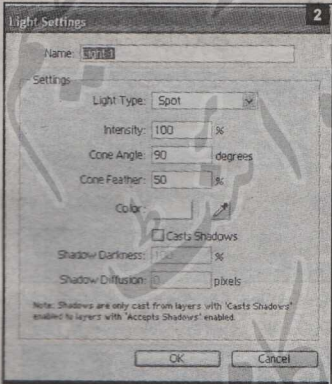 2
Light Settings
Name: Light 1
Settings
Light Type: Spot
Intensity: 100 %
Cone Angle: 90 degrees
Cone Feather: 50 %
Color:
Casts Shadows
Shadow Darkness: 100 %
Shadow Diffusion: 0 pixels
Note: Shadows are only cast from layers with 'Casts Shadows'
enabled to layers with 'Accepts Shadows' enabled.
OK Cancel